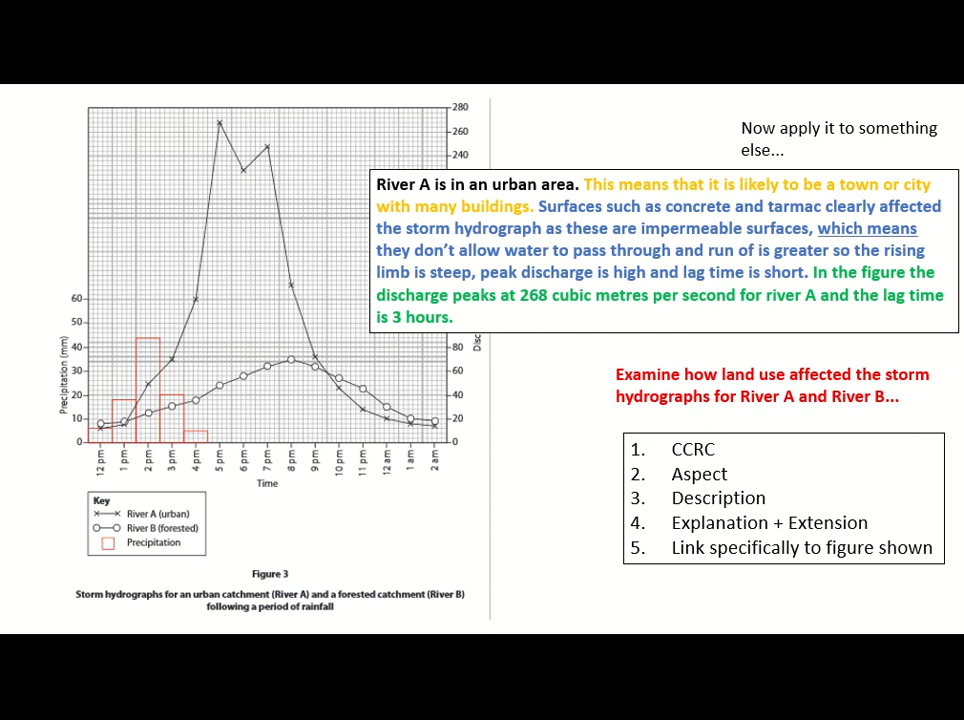 Now apply it to something
else...
River A is in an urban area. This means that it is likely to be a town or city
with many buildings. Surfaces such as concrete and tarmac clearly affected
the storm hydrograph as these are impermeable surfaces, which means
they don't allow water to pass through and run of is greater so the rising
limb is steep, peak discharge is high and lag time is short. In the figure the
discharge peaks at 268 cubic metres per second for river A and the lag time
is 3 hours.
Examine how land use affected the storm
hydrographs for River A and River B...
1. CCRC
2. Aspect
3. Description
4. Explanation + Extension
5. Link specifically to figure shown
280
260
240
80
60
40
20
0
Disc
Precipitation (mm)
60
50
40
30
20
10
0
12 pm
1 pm
2 pm
3 pm
4 pm
5 pm
6 pm
7 pm
8 pm
9 pm
10 pm
11 pm
12 am
1 am
2 am
Time
Key
River A (urban)
River B (forested)
Precipitation
Figure 3
Storm hydrographs for an urban catchment (River A) and a forested catchment (River B)
following a period of rainfall